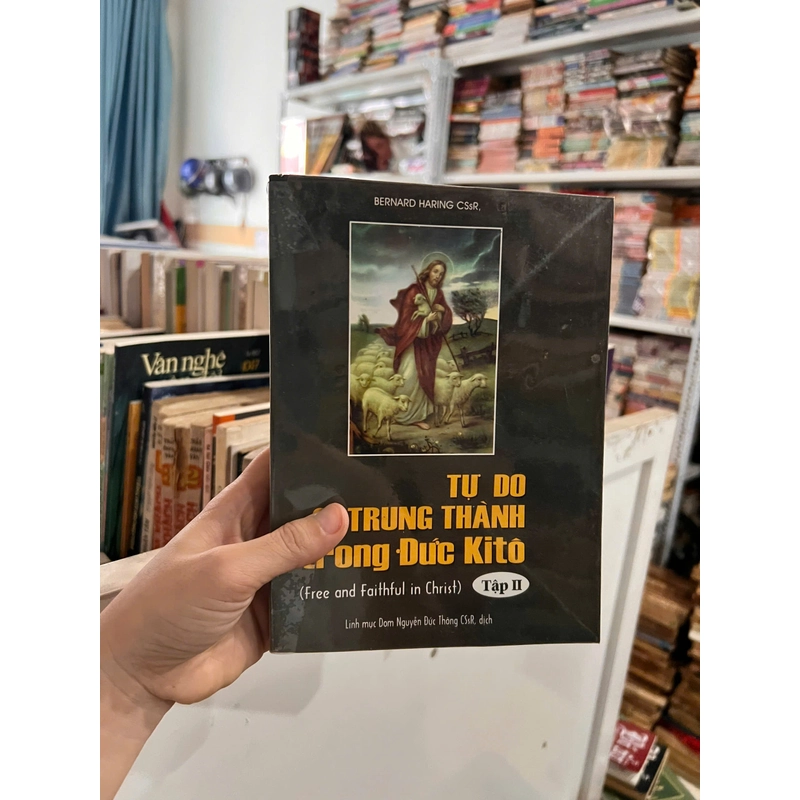 BERNARD HARING CSsR,
TỰ DO
TRUNG THÀNH
trong Đức Kitô
(Free and Faithful in Christ) Tập II
Linh mục Dom Nguyễn Đức Thông CSsR, dịch
Văn nghệ